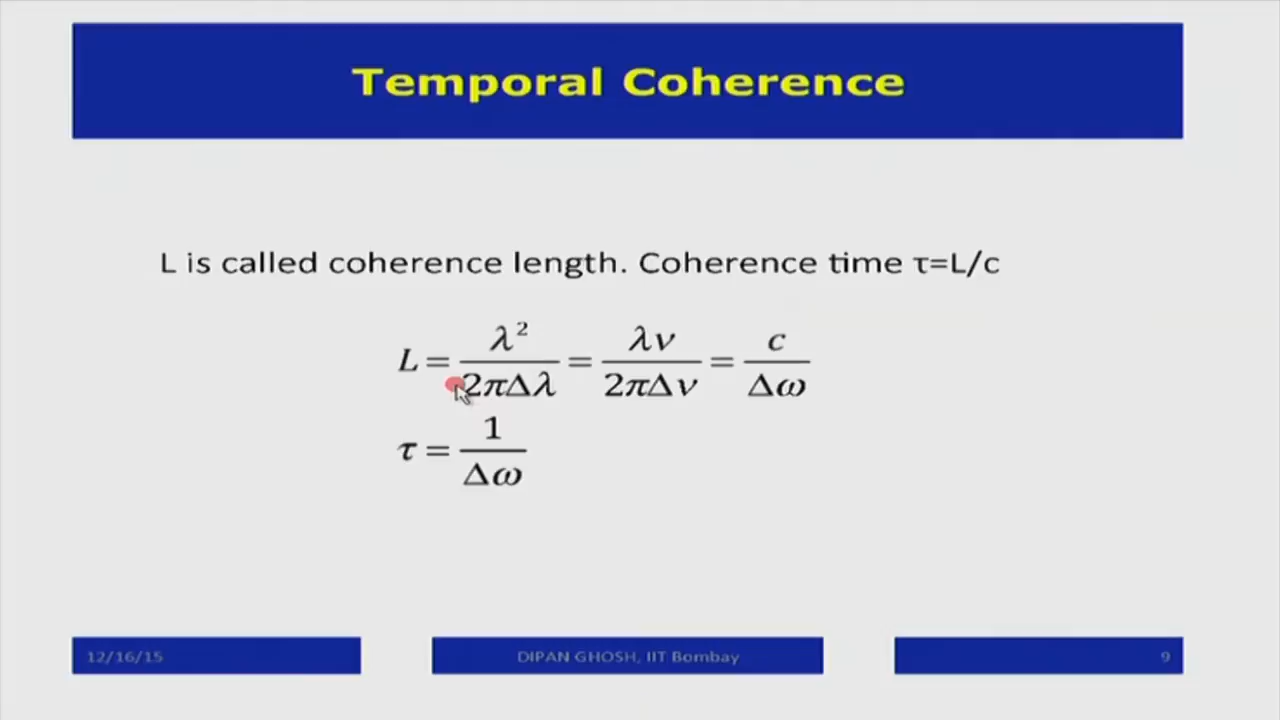 Temporal Coherence
L is called coherence length. Coherence time τ=L/c
L = λ²/2πΔλ = λν/2πΔν = c/Δω
τ = 1/Δω
12/16/15
DIPAN GHOSH, IIT Bombay
9